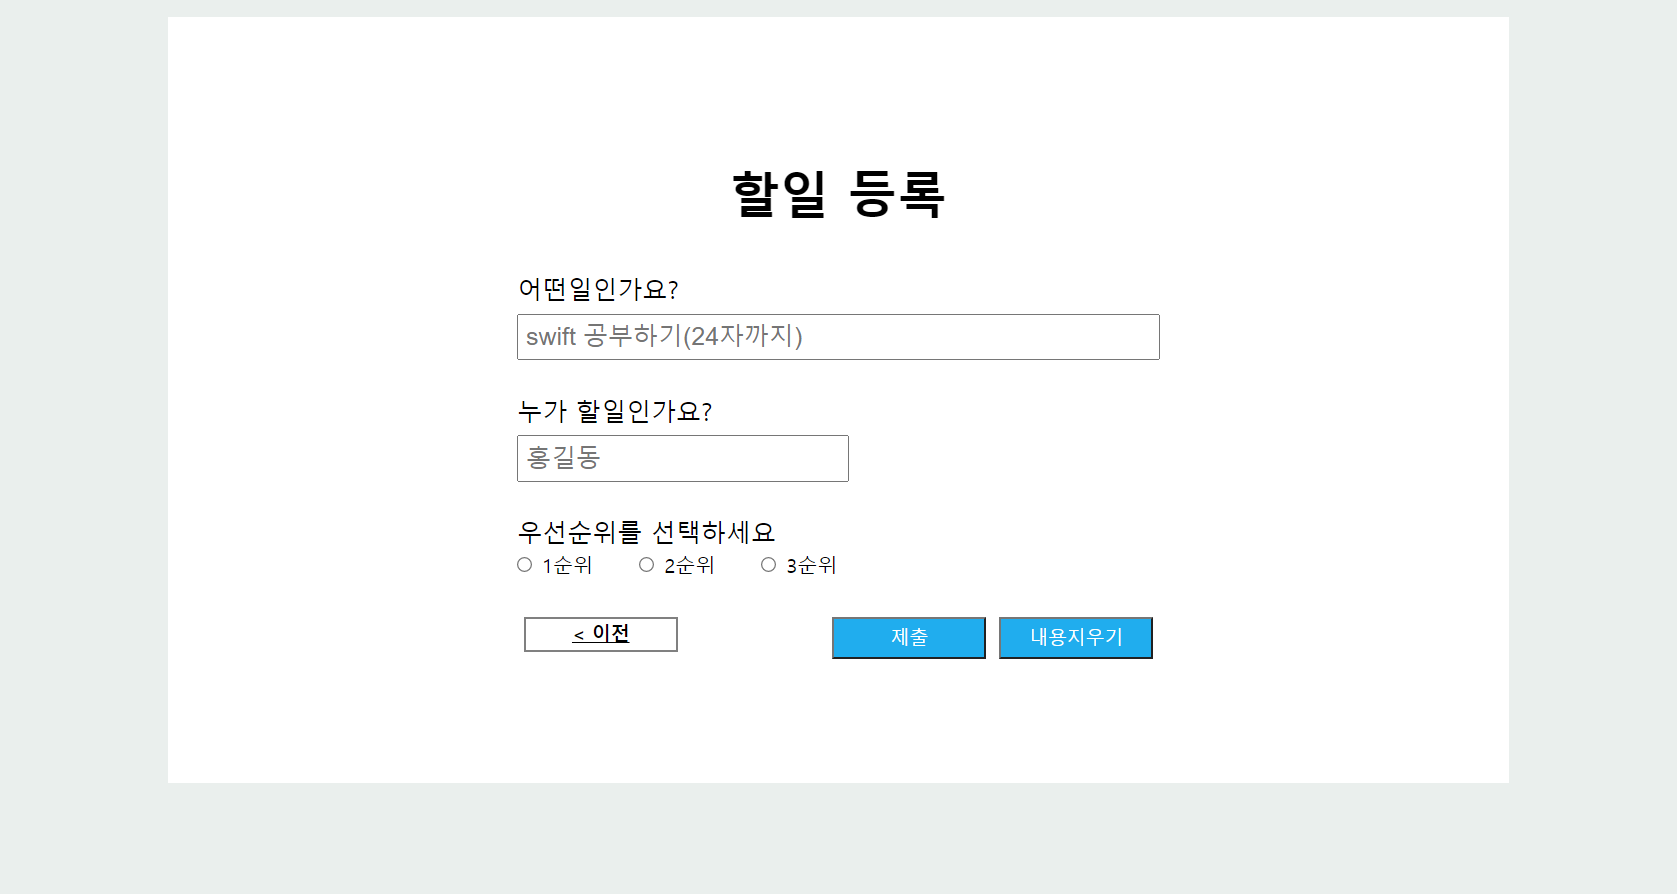 할일 등록
어떤일인가요?
swift 공부하기(24자까지)
누가 할일인가요?
홍길동
우선순위를 선택하세요
1순위 2순위 3순위
< 이전 제출 내용지우기